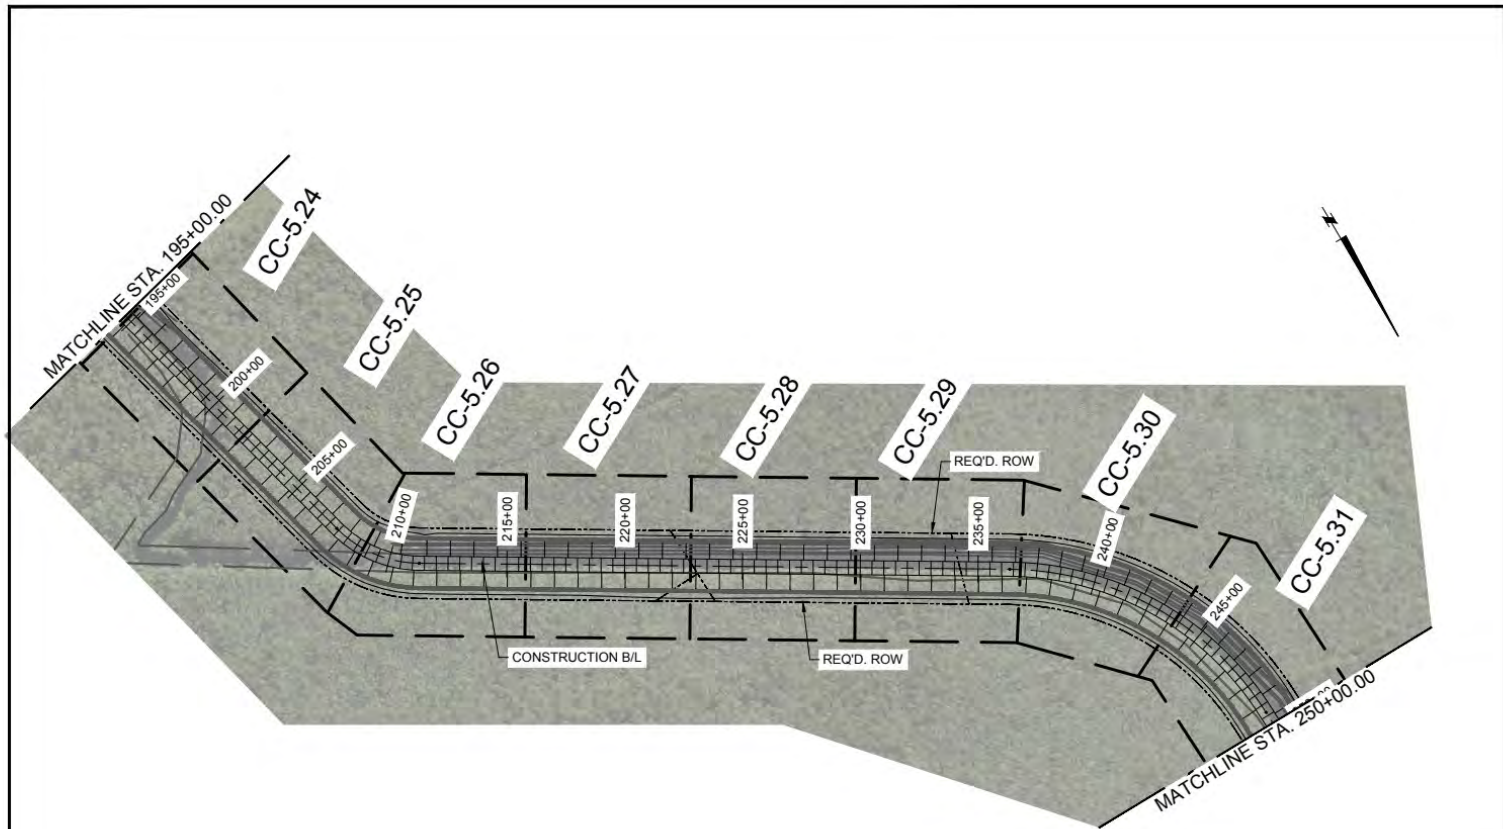 MATCHLINE STA. 195+00.00
195+00
CC-5.24
200+00
CC-5.25
205+00
CC-5.26
210+00
CC-5.27
215+00
220+00
CC-5.28
225+00
CC-5.29
230+00
REQ'D. ROW
235+00
CC-5.30
240+00
CC-5.31
245+00
CONSTRUCTION B/L
REQ'D. ROW
MATCHLINE STA. 250+00.00